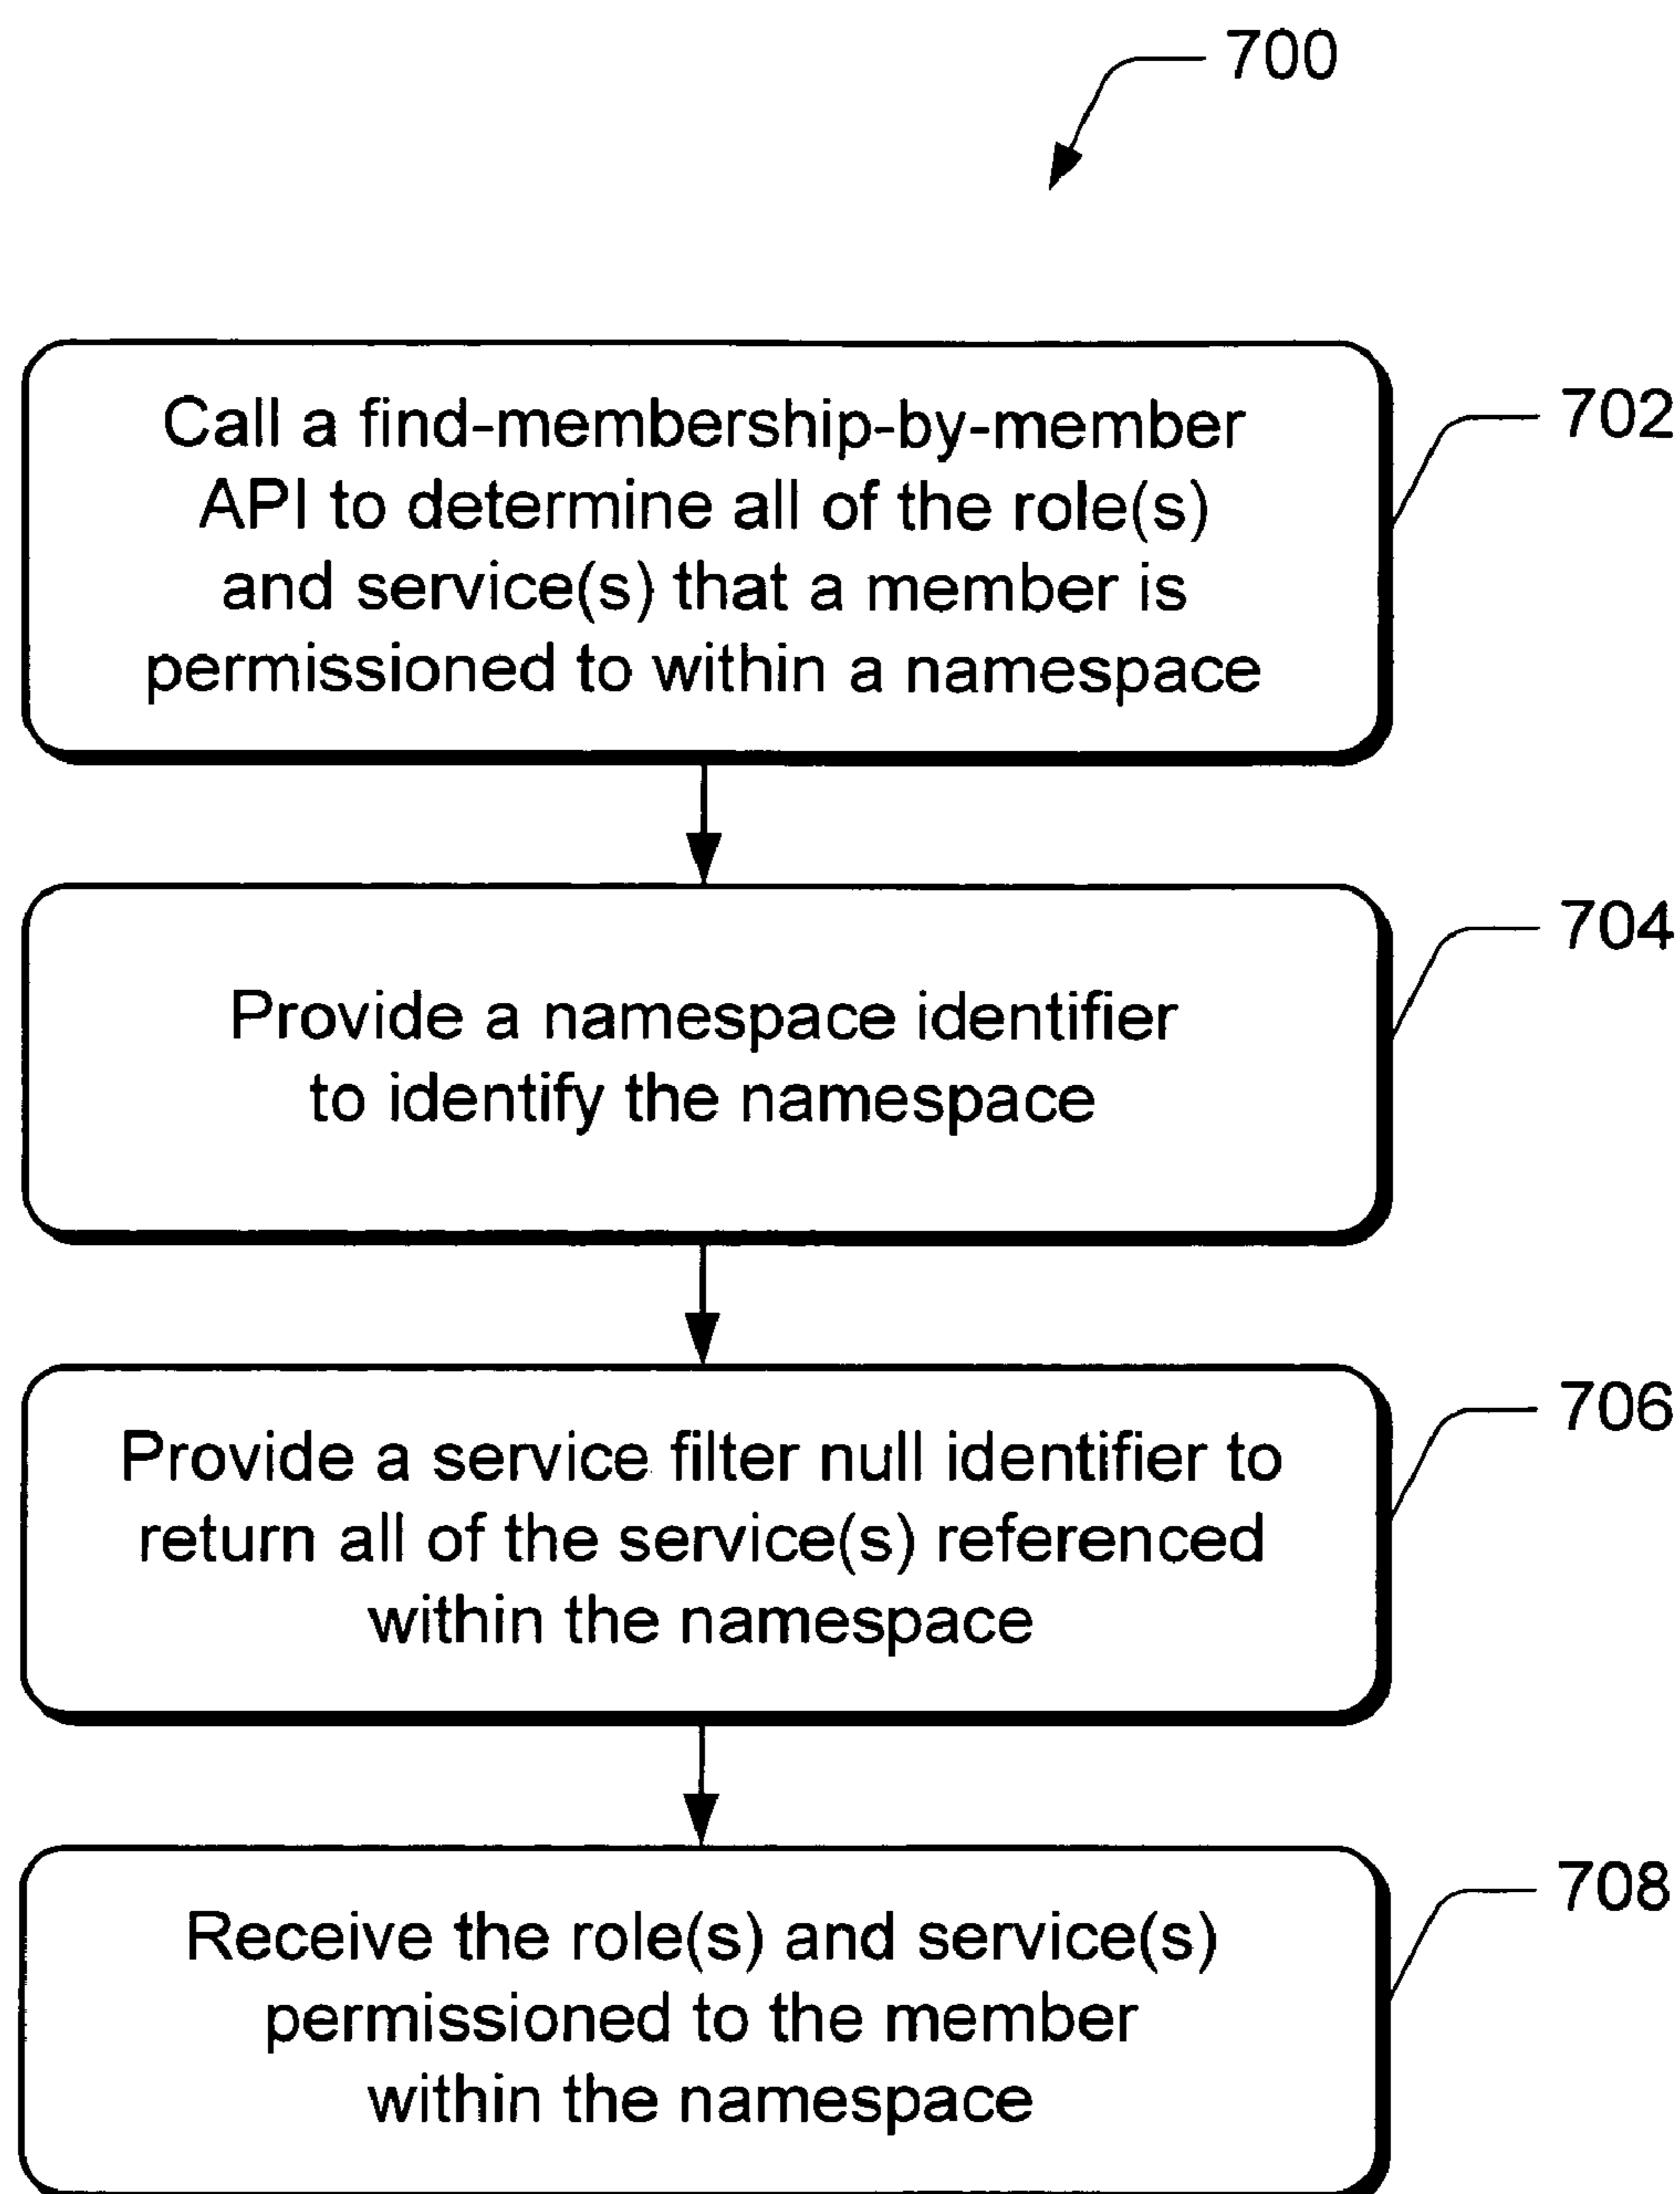 700
Call a find-membership-by-member
API to determine all of the role(s)
and service(s) that a member is
permissioned to within a namespace
702
Provide a namespace identifier
to identify the namespace
704
Provide a service filter null identifier to
return all of the service(s) referenced
within the namespace
706
Receive the role(s) and service(s)
permissioned to the member
within the namespace
708